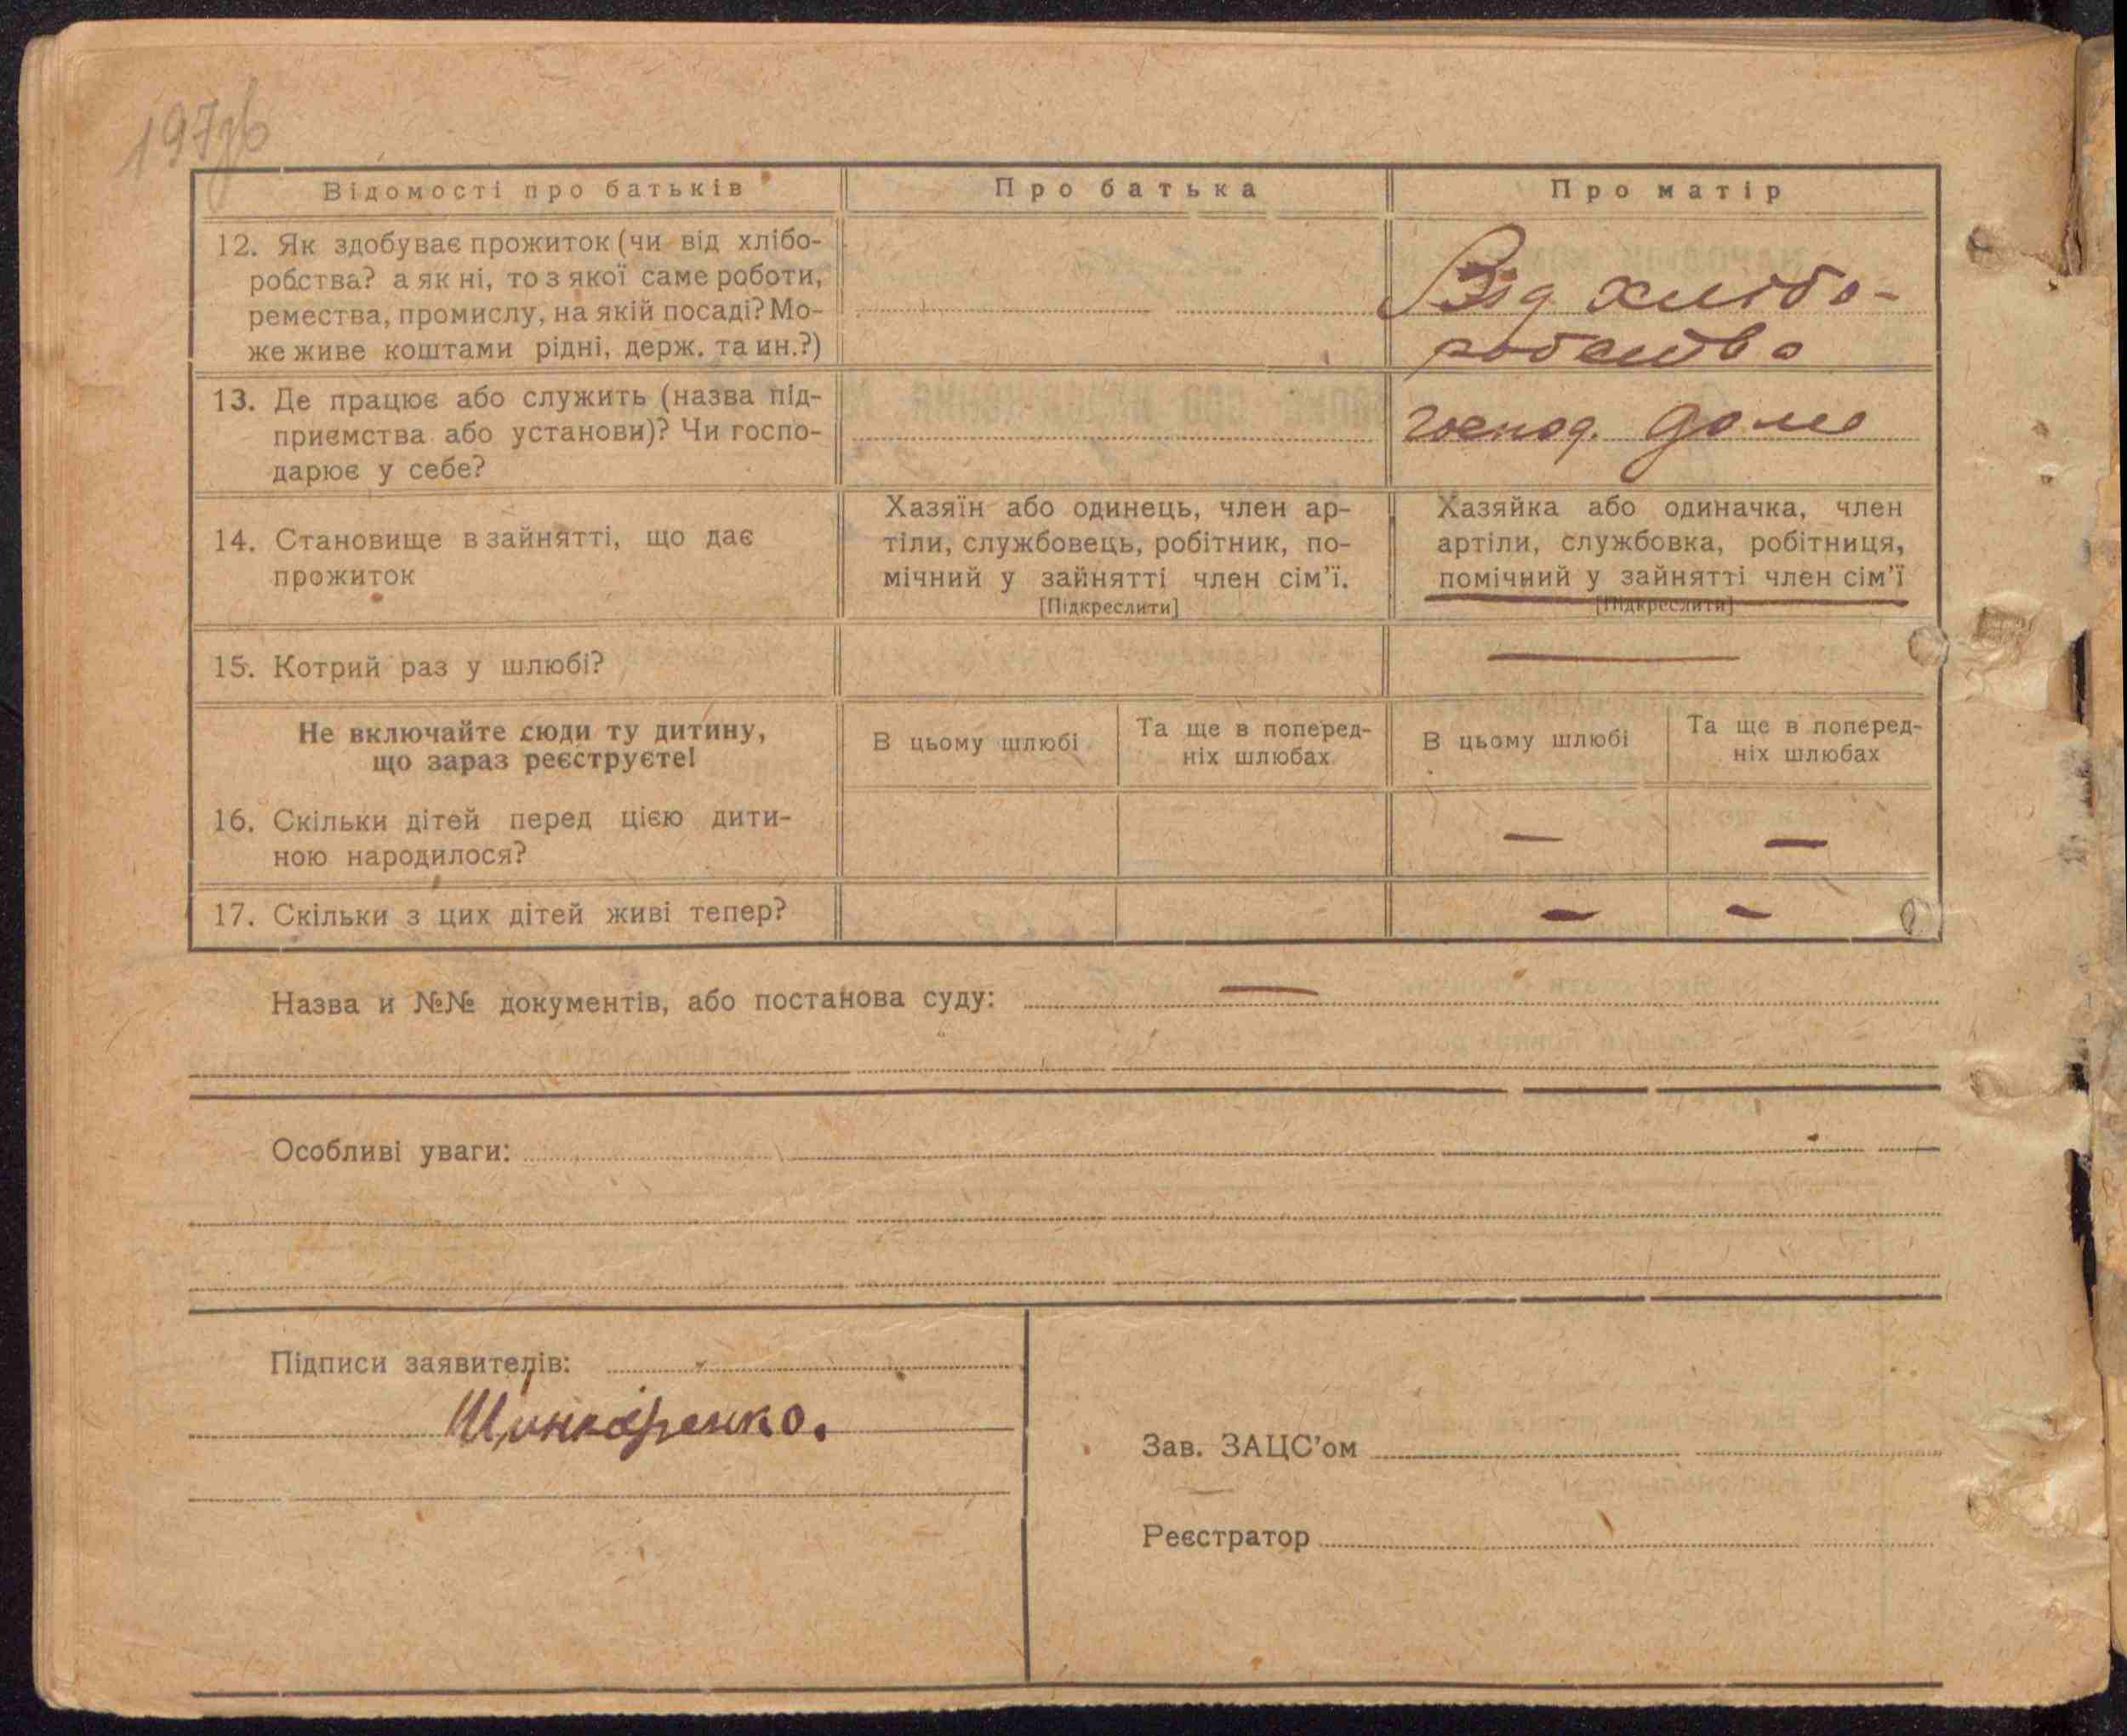 197зв
Відомості про батьків
Про батька
Про матір
12. Як здобуває прожиток (чи від хлібо-
робства? а як ні, то з якої саме роботи,
ремества, промислу, на якій посаді? Мо-
же живе коштами рідні, держ. та ин.?)
Від хлібо-
робства
13. Де працює або служить (назва під-
приємства або установи)? Чи госпо-
дарює у себе?
господ. дома
14. Становище в зайнятті, що дає
прожиток
Хазяїн або одинець, член ар-
тіли, службовець, робітник, по-
мічний у зайнятті член сім'ї.
[Підкреслити]
Хазяйка або одиначка, член
артіли, службовка, робітниця,
помічний у зайнятті член сім'ї
[Підкреслити]
15. Котрий раз у шлюбі?
—
Не включайте сюди ту дитину,
що зараз реєструєте!
В цьому шлюбі
Та ще в поперед-
ніх шлюбах
В цьому шлюбі
Та ще в поперед-
ніх шлюбах
16. Скільки дітей перед цією дити-
ною народилося?
— —
17. Скільки з цих дітей живі тепер?
— —
Назва и №№ документів, або постанова суду: —
Особливі уваги:
Підписи заявителів:
Шинкаренко.
Зав. ЗАЦС'ом
Реєстратор